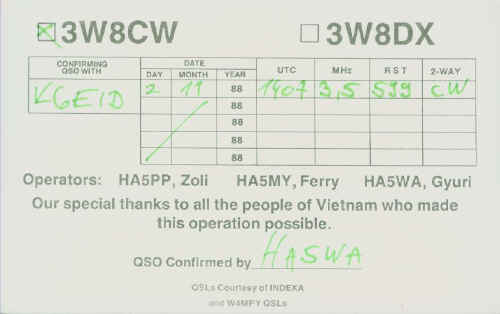 3W8CW 3W8DX
CONFIRMING QSO WITH DATE UTC MHz RST 2-WAY
DAY MONTH YEAR
K6EID 2 11 88 1407 3,5 599 CW
88
88
88
Operators: HA5PP, Zoli HA5MY, Ferry HA5WA, Gyuri
Our special thanks to all the people of Vietnam who made
this operation possible.
QSO Confirmed by HA5WA
QSLs Courtesy of INDEXA
and W4MPY QSLs